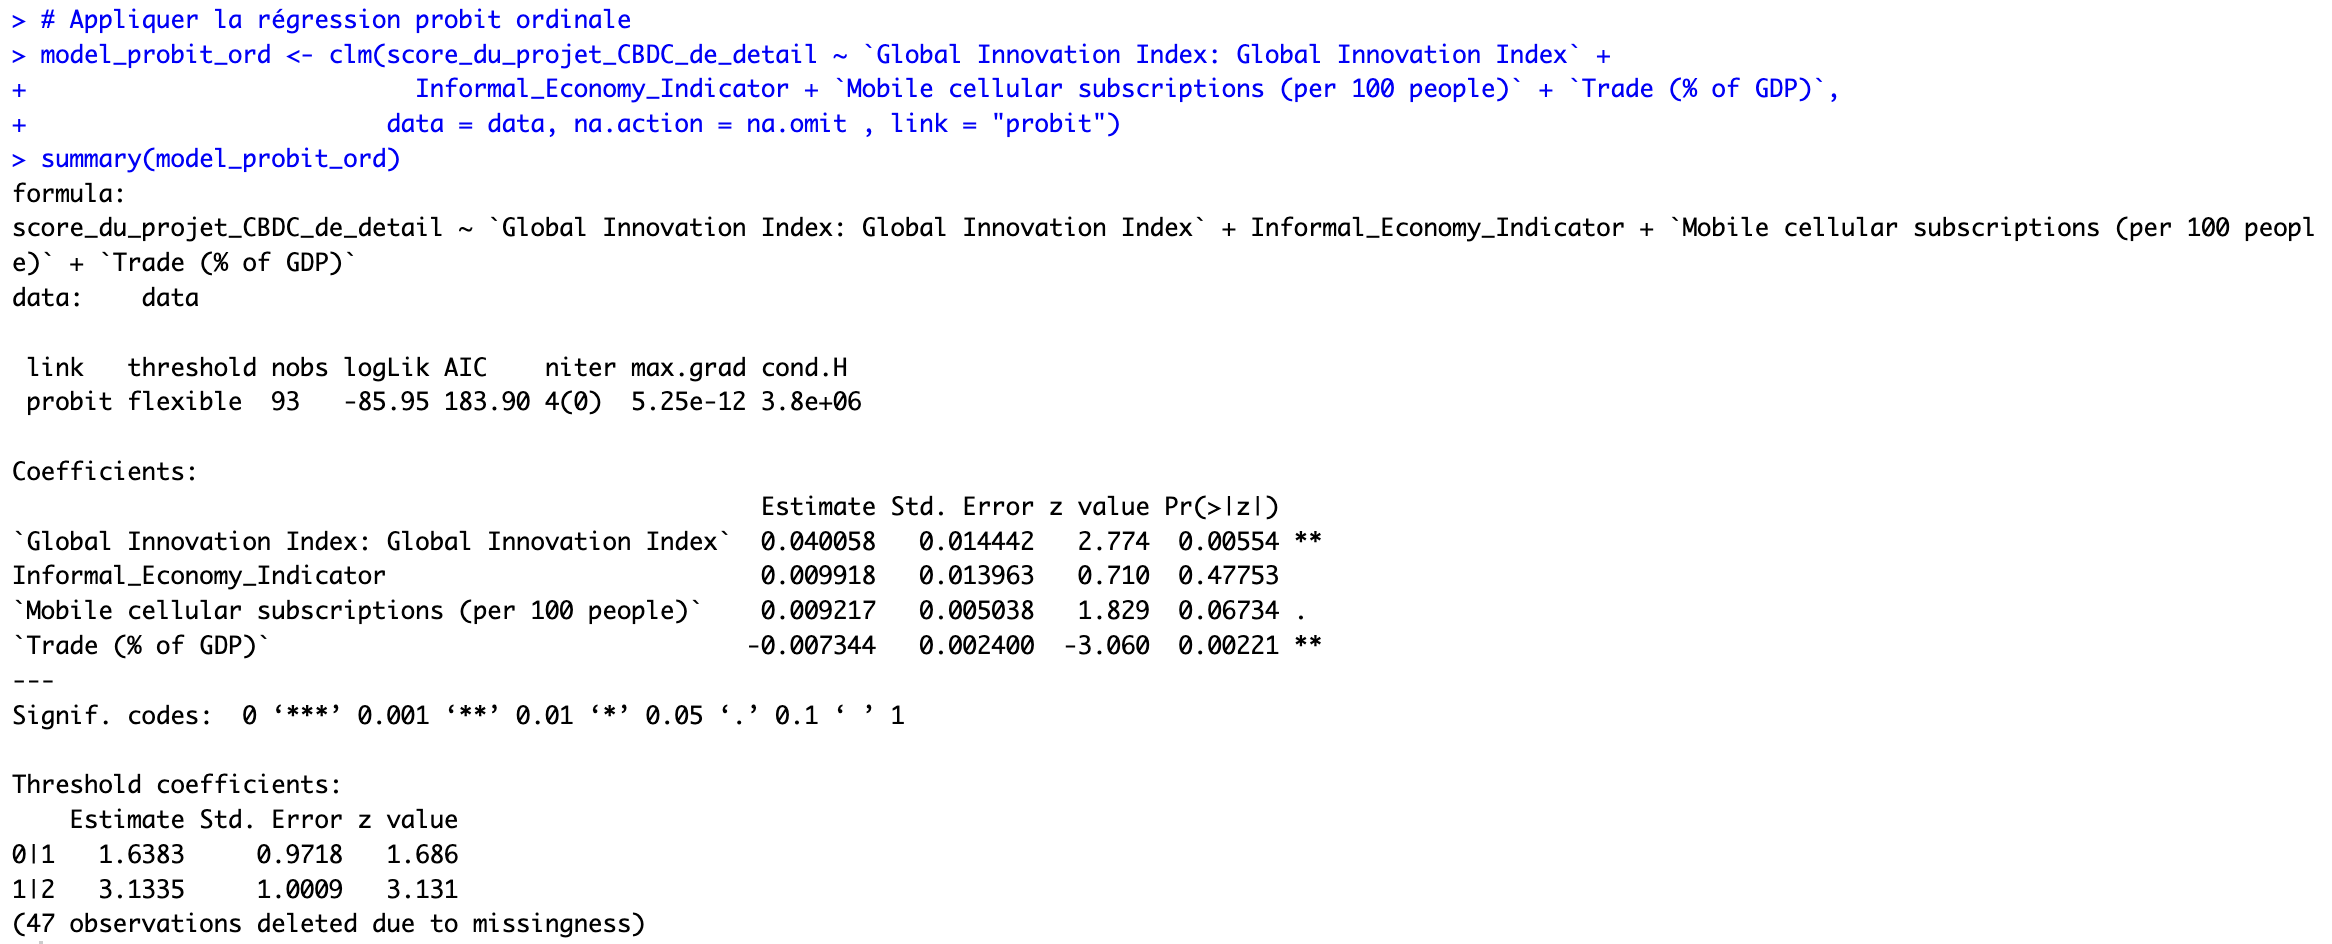 > # Appliquer la régression probit ordinale
> model_probit_ord <- clm(score_du_projet_CBDC_de_detail ~ `Global Innovation Index: Global Innovation Index` +
+                            Informal_Economy_Indicator + `Mobile cellular subscriptions (per 100 people)` + `Trade (% of GDP)`,
+                          data = data, na.action = na.omit , link = "probit")
> summary(model_probit_ord)
formula:
score_du_projet_CBDC_de_detail ~ `Global Innovation Index: Global Innovation Index` + Informal_Economy_Indicator + `Mobile cellular subscriptions (per 100 peopl
e)` + `Trade (% of GDP)`
data:    data
 link   threshold nobs logLik AIC    niter max.grad cond.H
 probit flexible  93   -85.95 183.90 4(0)  5.25e-12 3.8e+06
Coefficients:
                                                    Estimate Std. Error z value Pr(>|z|)
`Global Innovation Index: Global Innovation Index`  0.040058   0.014442   2.774  0.00554 **
Informal_Economy_Indicator                          0.009918   0.013963   0.710  0.47753
`Mobile cellular subscriptions (per 100 people)`    0.009217   0.005038   1.829  0.06734 .
`Trade (% of GDP)`                                 -0.007344   0.002400  -3.060  0.00221 **
---
Signif. codes:  0 ‘***’ 0.001 ‘**’ 0.01 ‘*’ 0.05 ‘.’ 0.1 ‘ ’ 1
Threshold coefficients:
    Estimate Std. Error z value
0|1   1.6383     0.9718   1.686
1|2   3.1335     1.0009   3.131
(47 observations deleted due to missingness)